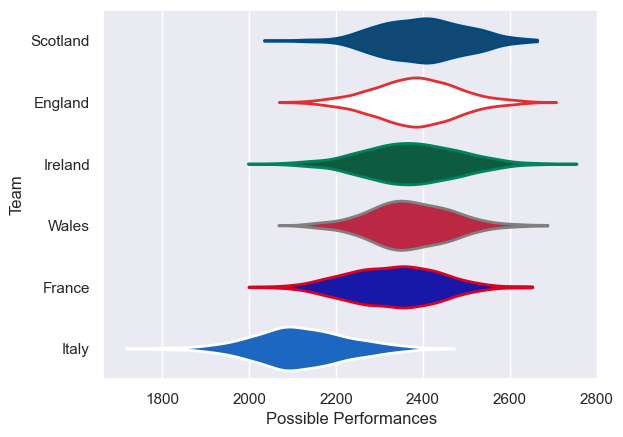 Scotland
England
Ireland
Wales
France
Italy
Team
1800 2000 2200 2400 2600 2800
Possible Performances